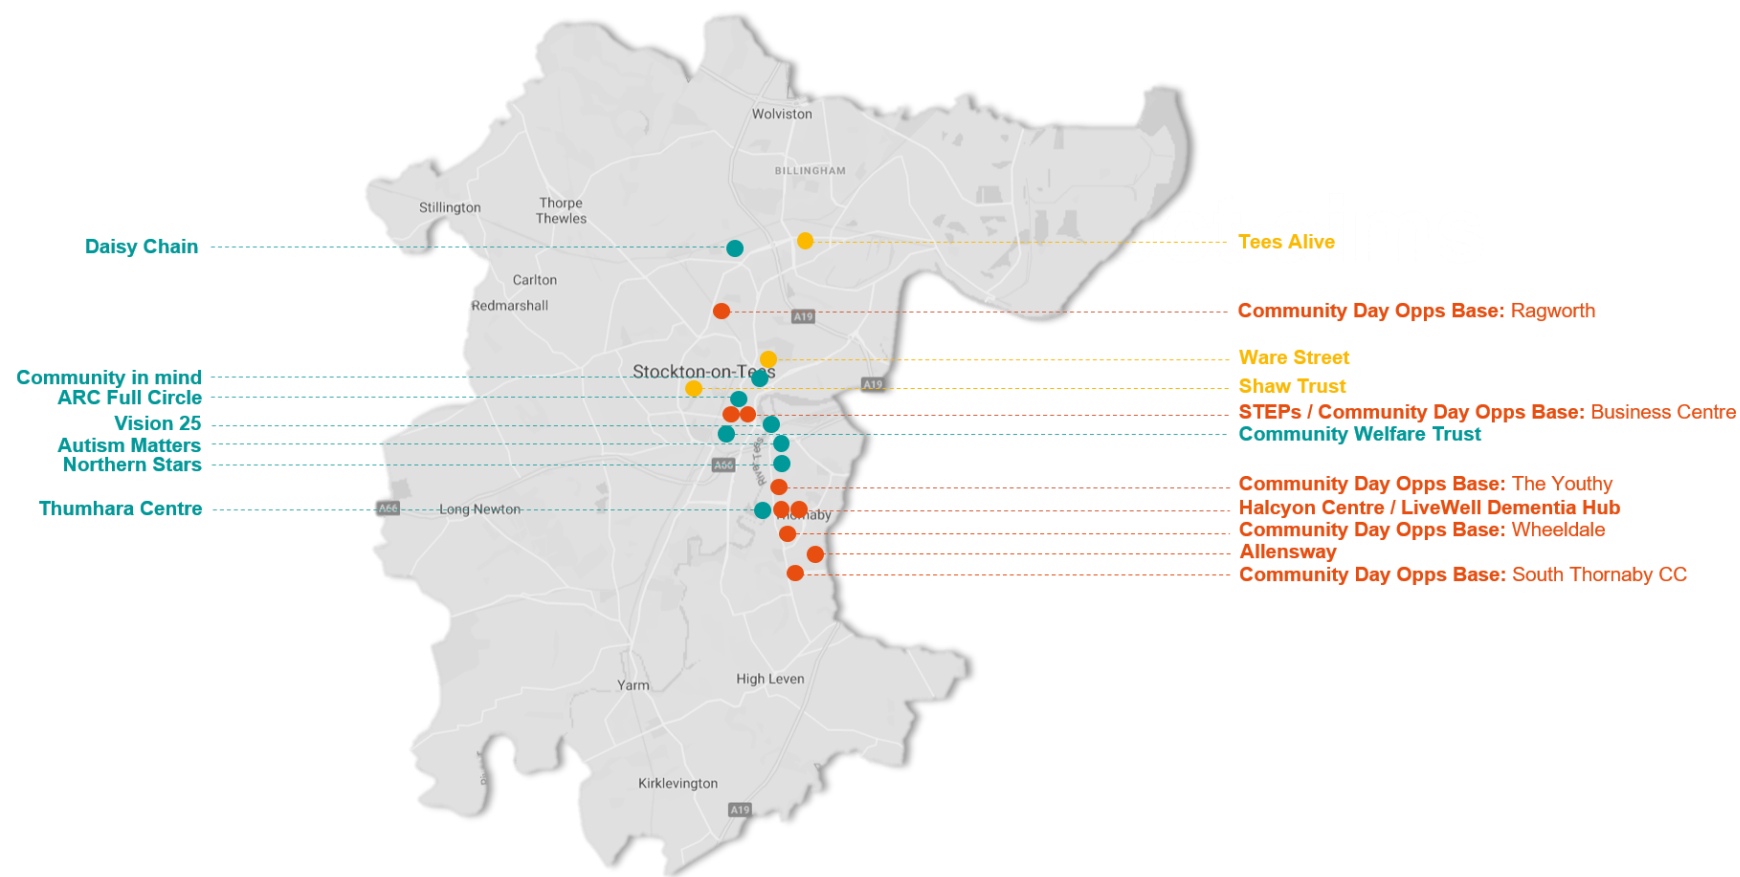 Wolviston
BILLINGHAM
Stillington
Thorpe
Thewles
Daisy Chain
Tees Alive
Carlton
Redmarshall
Community Day Opps Base: Ragworth
A19
Ware Street
Stockton-on-Tees
Community in mind
A19
Shaw Trust
ARC Full Circle
STEPs / Community Day Opps Base: Business Centre
Vision 25
Community Welfare Trust
Autism Matters
River Tees
Northern Stars
A66
Community Day Opps Base: The Youthy
Thumhara Centre
A66
Long Newton
Halcyon Centre / LiveWell Dementia Hub
Thornaby
Community Day Opps Base: Wheeldale
Allensway
Community Day Opps Base: South Thornaby CC
High Leven
Yarm
Kirklevington
A19